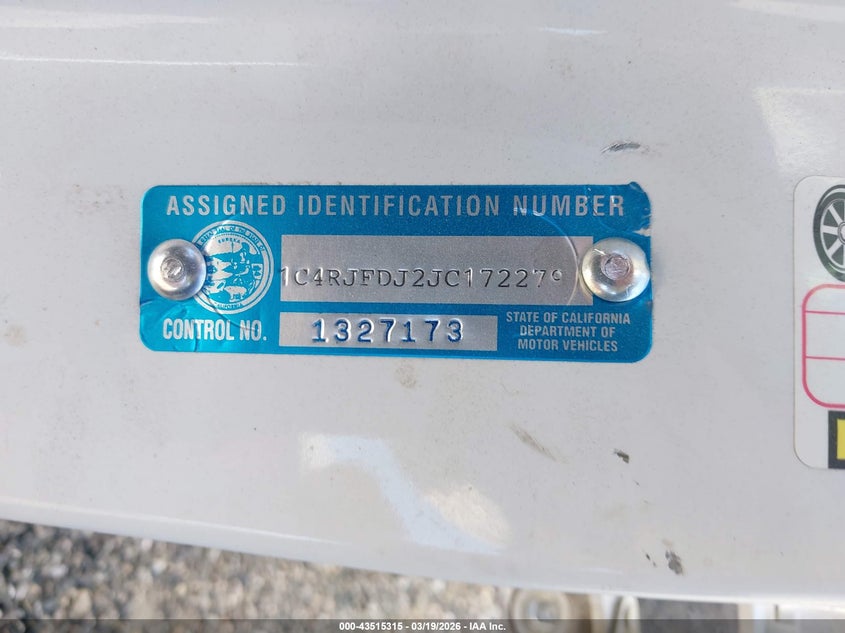 ASSIGNED IDENTIFICATION NUMBER
1C4RJFDJ2JC172279
CONTROL NO. 1327173
STATE OF CALIFORNIA
DEPARTMENT OF
MOTOR VEHICLES
000-43515315 - 03/19/2026 - IAA Inc.